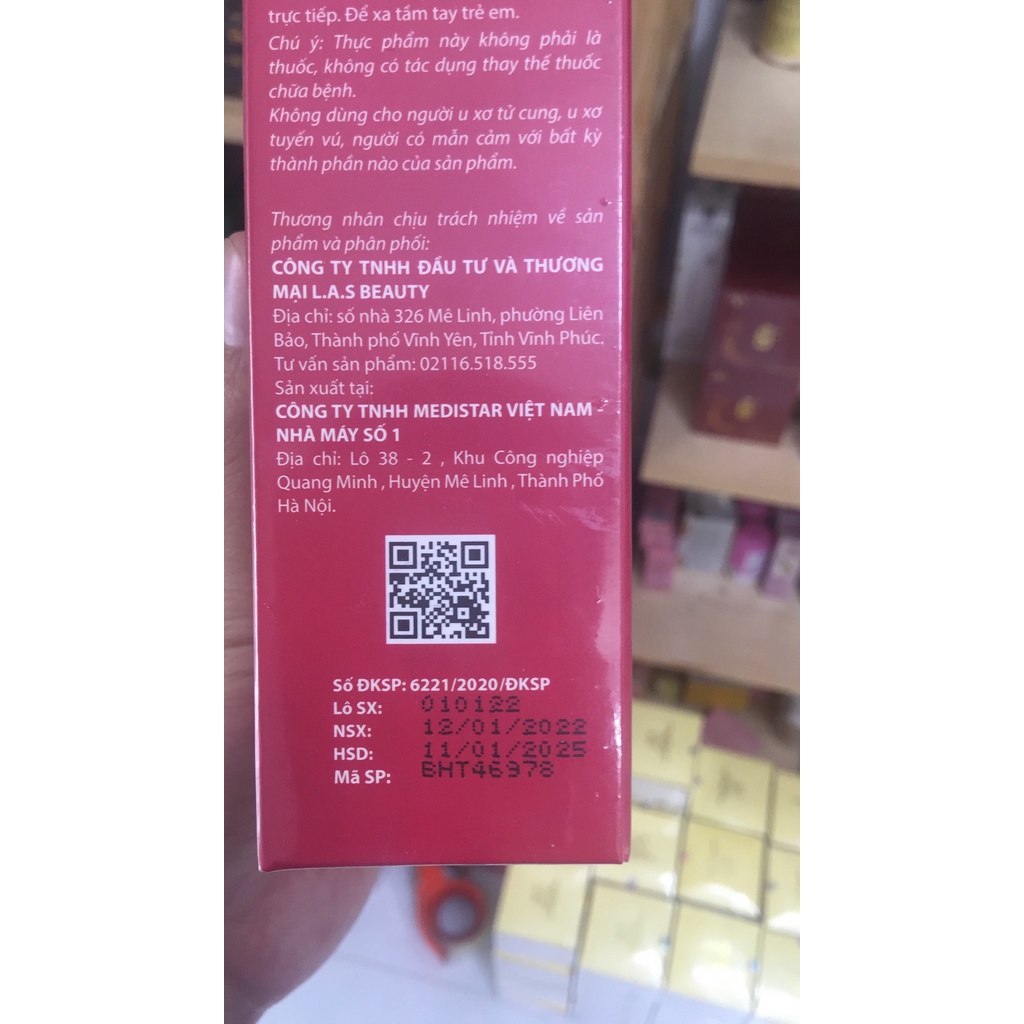 trực tiếp. Để xa tầm tay trẻ em.
Chú ý: Thực phẩm này không phải là
thuốc, không có tác dụng thay thế thuốc
chữa bệnh.
Không dùng cho người u xơ tử cung, u xơ
tuyến vú, người có mẫn cảm với bất kỳ
thành phần nào của sản phẩm.
Thương nhân chịu trách nhiệm về sản
phẩm và phân phối:
CÔNG TY TNHH ĐẦU TƯ VÀ THƯƠNG
MẠI L.A.S BEAUTY
Địa chỉ: số nhà 326 Mê Linh, phường Liên
Bảo, Thành phố Vĩnh Yên, Tỉnh Vĩnh Phúc.
Tư vấn sản phẩm: 02116.518.555
Sản xuất tại:
CÔNG TY TNHH MEDISTAR VIỆT NAM -
NHÀ MÁY SỐ 1
Địa chỉ: Lô 38 - 2 , Khu Công nghiệp
Quang Minh , Huyện Mê Linh , Thành Phố
Hà Nội.
Số ĐKSP: 6221/2020/ĐKSP
Lô SX: 010122
NSX: 12/01/2022
HSD: 11/01/2025
Mã SP: BHT46978